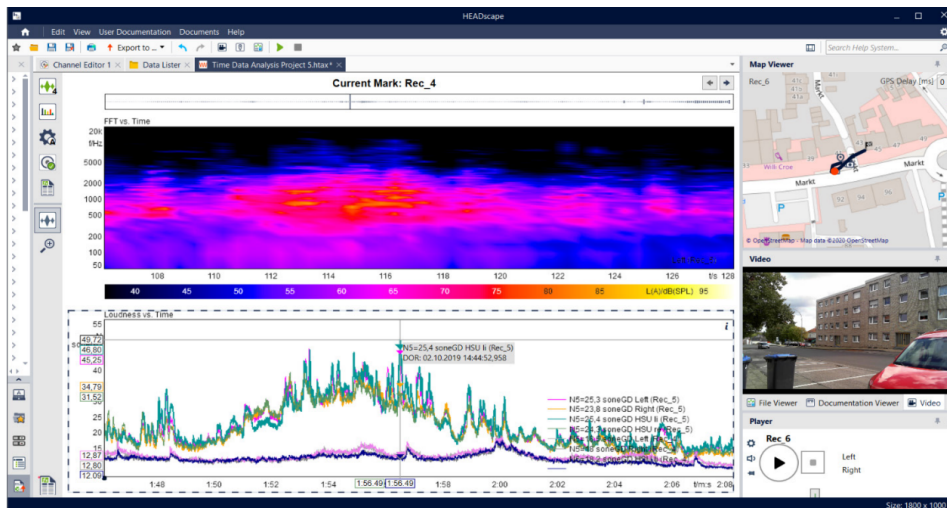 HEADscape
Edit View User Documentation Documents Help
Export to ...
Search Help System...
Channel Editor 1
Data Lister
Time Data Analysis Project 5.htax*
Current Mark: Rec_4
FFT vs. Time
20k
f/Hz
5000
2000
1000
500
200
100
50
108 110 112 114 116 118 120 122 124 126 f/s 128
40 45 50 55 60 65 70 75 80 85 L(A)/dB(SPL) 95
Loudness vs. Time
55
49,72
46,80
45,25
40
34,79
31,52
25
20
15
12,87
12,80
12,09
N5=25,4 soneGD HSU li (Rec_5)
DOR: 02.10.2019 14:44:52,958
N5=25,3 soneGD Left (Rec_5)
N5=23,8 soneGD Right (Rec_5)
N5=25,4 soneGD HSU li (Rec_5)
1:48 1:50 1:52 1:54 1:56.49 1:56.49 1:58 2:00 2:02 2:04 2:06 f/m:s 2:08
Map Viewer
Rec_6
GPS Delay [ms] 0
Markt
Markt
Markt
P
P
© OpenStreetMap - Map data ©2020 OpenStreetMap
Video
File Viewer
Documentation Viewer
Video
Player
Rec_6
Left
Right
Size: 1800 x 1000